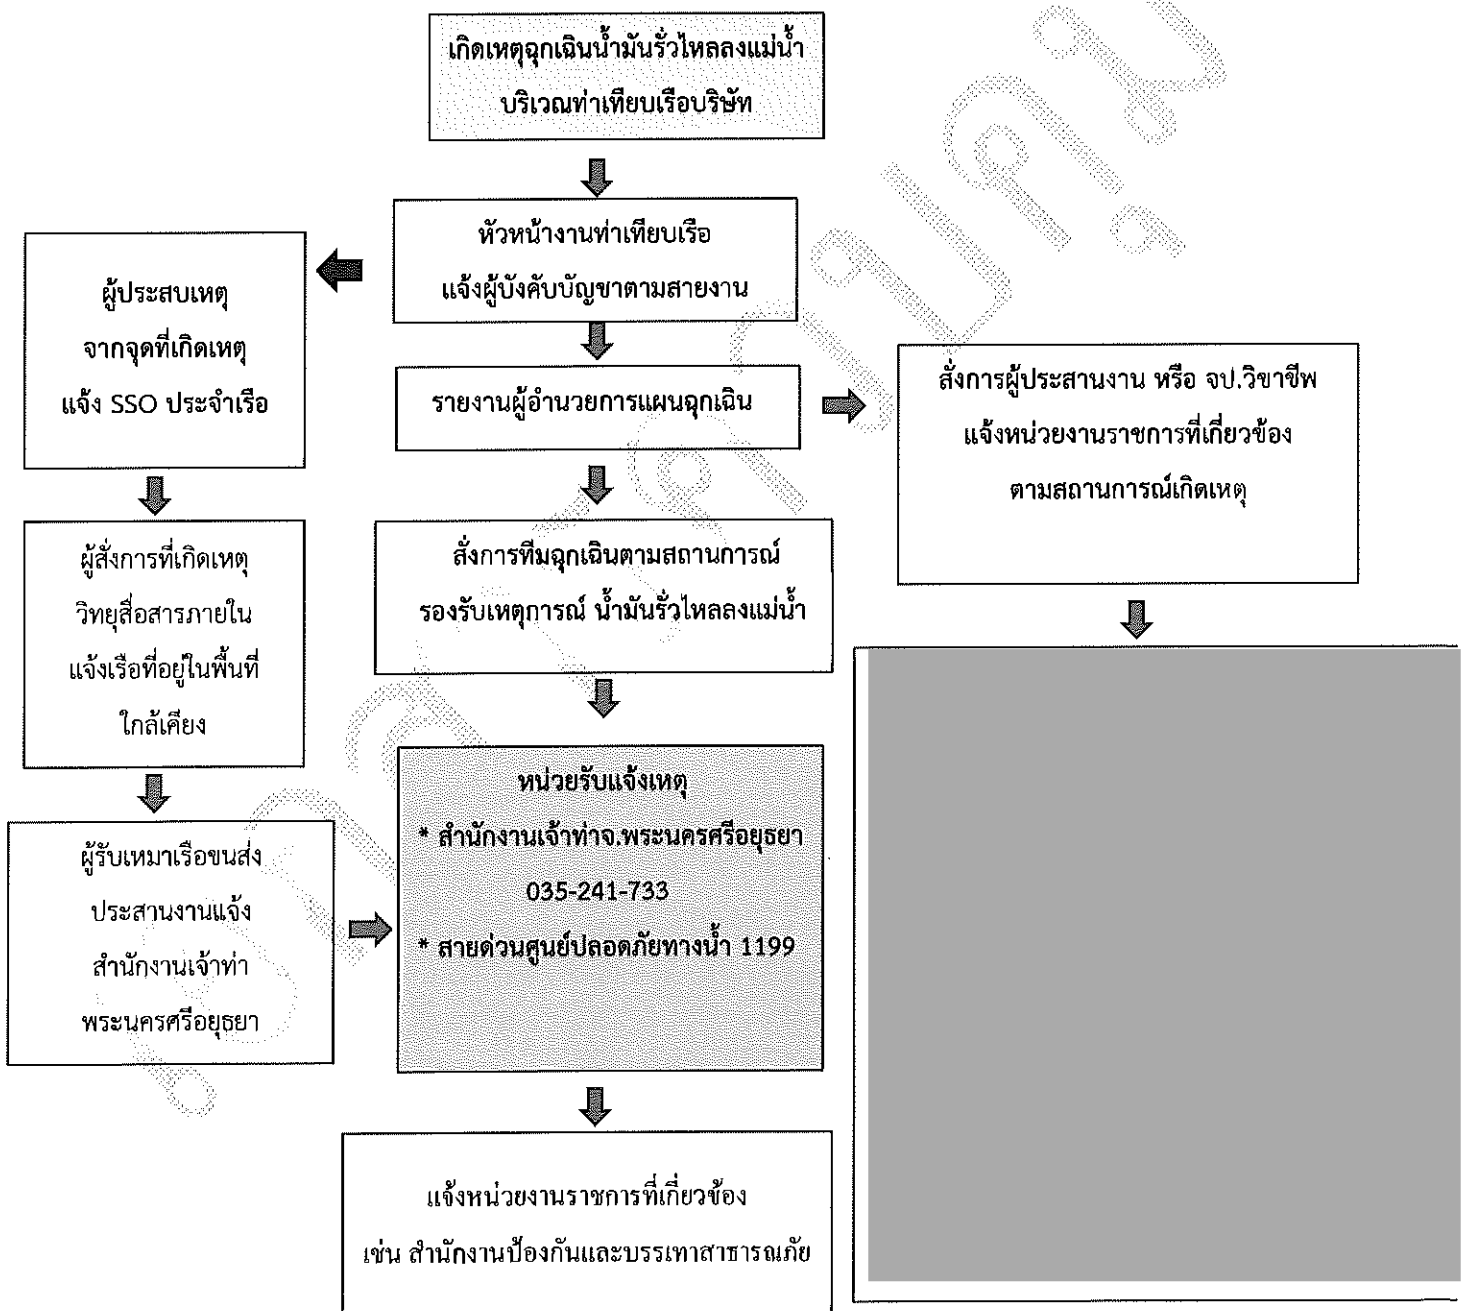 เกิดเหตุฉุกเฉินน้ำมันรั่วไหลลงแม่น้ำ
บริเวณท่าเทียบเรือบริษัท
หัวหน้างานท่าเทียบเรือ
แจ้งผู้บังคับบัญชาตามสายงาน
ผู้ประสบเหตุ
จากจุดที่เกิดเหตุ
แจ้ง SSO ประจำเรือ
รายงานผู้อำนวยการแผนฉุกเฉิน
สั่งการผู้ประสานงาน หรือ จป.วิขาชีพ
แจ้งหน่วยงานราชการที่เกี่ยวข้อง
ตามสถานการณ์เกิดเหตุ
ผู้สั่งการที่เกิดเหตุ
วิทยุสื่อสารภายใน
แจ้งเรือที่อยู่ในพื้นที่
ใกล้เคียง
สั่งการทีมฉุกเฉินตามสถานการณ์
รองรับเหตุการณ์ น้ำมันรั่วไหลลงแม่น้ำ
ผู้รับเหมาเรือขนส่ง
ประสานงานแจ้ง
สำนักงานเจ้าท่า
พระนครศรีอยุธยา
หน่วยรับแจ้งเหตุ
* สำนักงานเจ้าท่าจ.พระนครศรีอยุธยา
035-241-733
* สายด่วนศูนย์ปลอดภัยทางน้ำ 1199
แจ้งหน่วยงานราชการที่เกี่ยวข้อง
เช่น สำนักงานป้องกันและบรรเทาสาธารณภัย